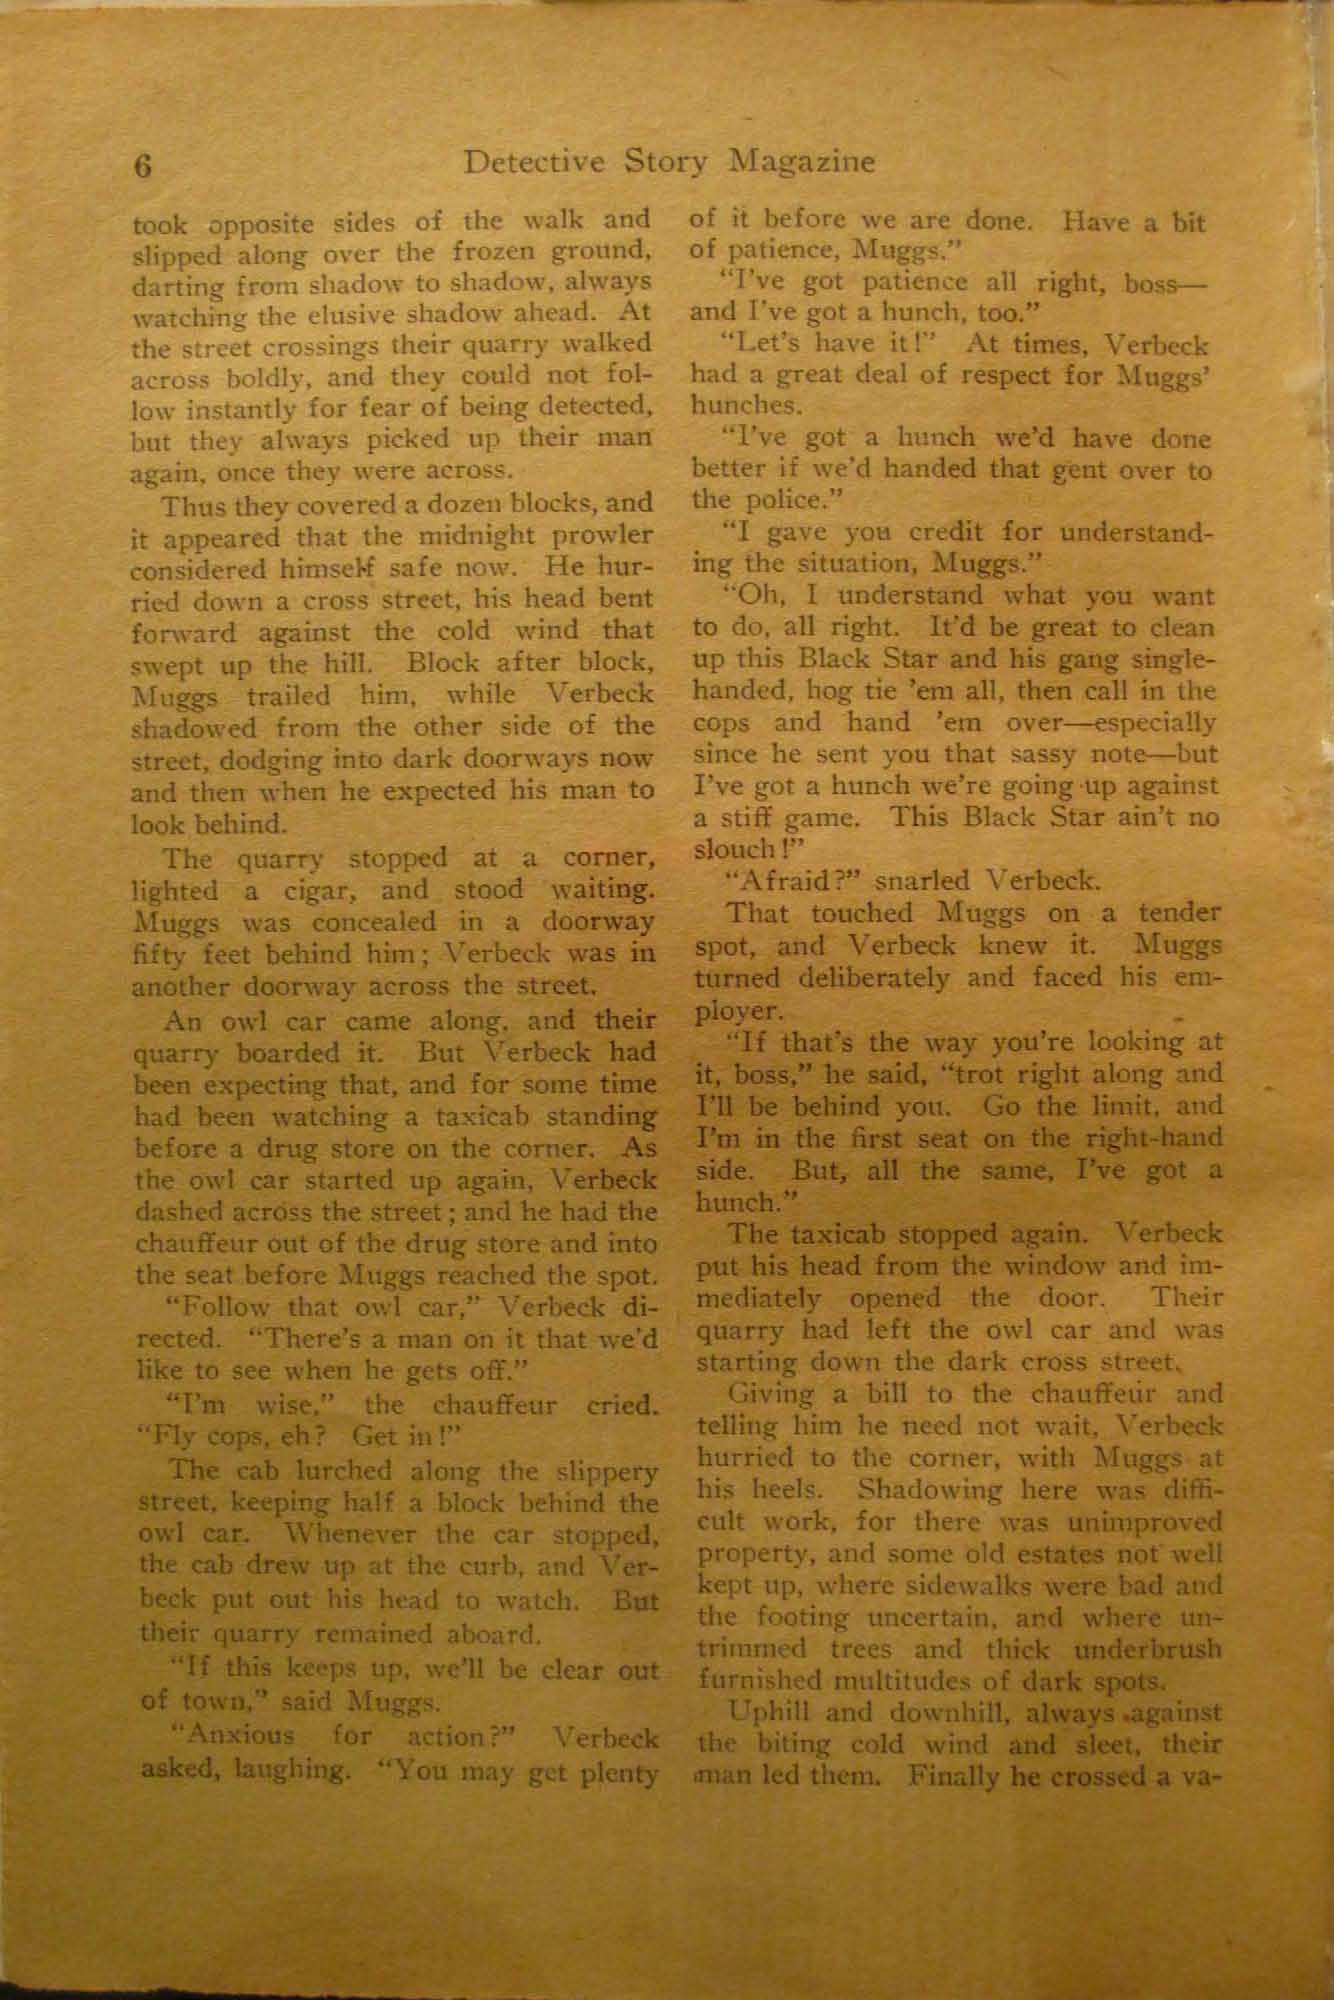 6
Detective Story Magazine
took opposite sides of the walk and
slipped along over the frozen ground,
darting from shadow to shadow, always
watching the elusive shadow ahead. At
the street crossings their quarry walked
across boldly, and they could not fol-
low instantly for fear of being detected,
but they always picked up their man
again, once they were across.
Thus they covered a dozen blocks, and
it appeared that the midnight prowler
considered himself safe now. He hur-
ried down a cross street, his head bent
forward against the cold wind that
swept up the hill. Block after block,
Muggs trailed him, while Verbeck
shadowed from the other side of the
street, dodging into dark doorways now
and then when he expected his man to
look behind.
The quarry stopped at a corner,
lighted a cigar, and stood waiting.
Muggs was concealed in a doorway
fifty feet behind him; Verbeck was in
another doorway across the street.
An owl car came along, and their
quarry boarded it. But Verbeck had
been expecting that, and for some time
had been watching a taxicab standing
before a drug store on the corner. As
the owl car started up again, Verbeck
dashed across the street; and he had the
chauffeur out of the drug store and into
the seat before Muggs reached the spot.
“Follow that owl car,” Verbeck di-
rected. “There’s a man on it that we’d
like to see when he gets off.”
“I’m wise,” the chauffeur cried.
“Fly cops, eh? Get in!”
The cab lurched along the slippery
street, keeping half a block behind the
owl car. Whenever the car stopped,
the cab drew up at the curb, and Ver-
beck put out his head to watch. But
their quarry remained aboard.
“If this keeps up, we’ll be clear out
of town,” said Muggs.
“Anxious for action?” Verbeck
asked, laughing. “You may get plenty
of it before we are done. Have a bit
of patience, Muggs.”
“I’ve got patience all right, boss—
and I’ve got a hunch, too.”
“Let’s have it!” At times, Verbeck
had a great deal of respect for Muggs’
hunches.
“I’ve got a hunch we’d have done
better if we’d handed that gent over to
the police.”
“I gave you credit for understand-
ing the situation, Muggs.”
“Oh, I understand what you want
to do, all right. It’d be great to clean
up this Black Star and his gang single-
handed, hog tie ’em all, then call in the
cops and hand ’em over—especially
since he sent you that sassy note—but
I’ve got a hunch we’re going up against
a stiff game. This Black Star ain’t no
slouch!”
“Afraid?” snarled Verbeck.
That touched Muggs on a tender
spot, and Verbeck knew it. Muggs
turned deliberately and faced his em-
ployer.
“If that’s the way you’re looking at
it, boss,” he said, “trot right along and
I’ll be behind you. Go the limit, and
I’m in the first seat on the right-hand
side. But, all the same, I’ve got a
hunch.”
The taxicab stopped again. Verbeck
put his head from the window and im-
mediately opened the door. Their
quarry had left the owl car and was
starting down the dark cross street.
Giving a bill to the chauffeur and
telling him he need not wait, Verbeck
hurried to the corner, with Muggs at
his heels. Shadowing here was diffi-
cult work, for there was unimproved
property, and some old estates not well
kept up, where sidewalks were bad and
the footing uncertain, and where un-
trimmed trees and thick underbrush
furnished multitudes of dark spots.
Uphill and downhill, always against
the biting cold wind and sleet, their
man led them. Finally he crossed a va-